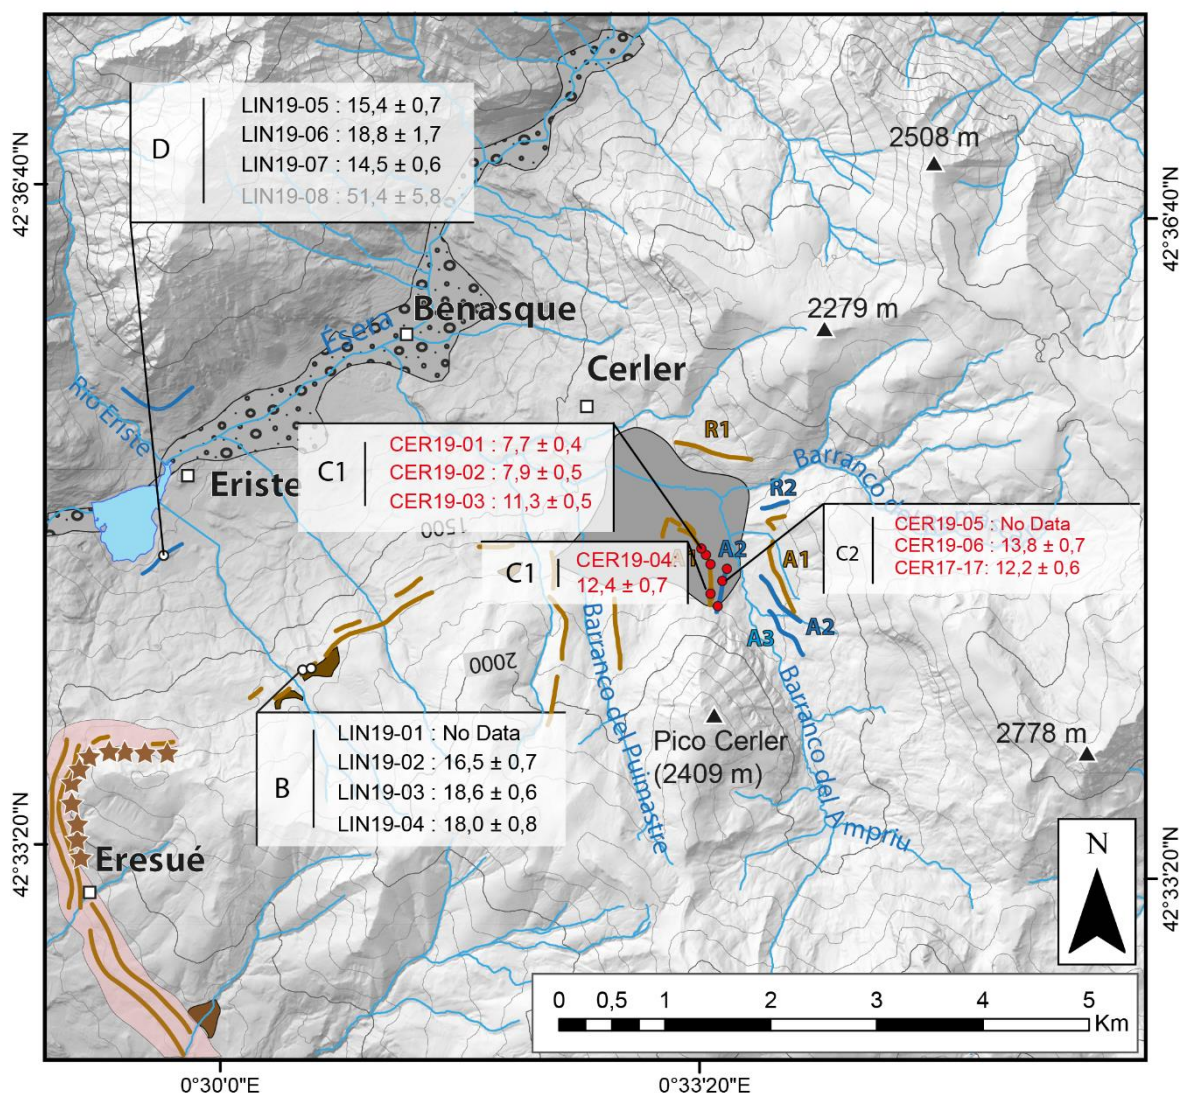 42°36'40"N
42°33'20"N
D
LIN19-05 : 15,4 ± 0,7
LIN19-06 : 18,8 ± 1,7
LIN19-07 : 14,5 ± 0,6
LIN19-08 : 51,4 ± 5,8
2508 m
42°36'40"N
Benasque
Ésera
2279 m
Cerler
Río Eriste
R1
C1
CER19-01 : 7,7 ± 0,4
CER19-02 : 7,9 ± 0,5
CER19-03 : 11,3 ± 0,5
Eriste
1500
Barranco
R2
C2
CER19-05 : No Data
CER19-06 : 13,8 ± 0,7
CER17-17: 12,2 ± 0,6
C1
CER19-04:
12,4 ± 0,7
A1
A2
A1
A2
A3
2000
Barranco del Puimastre
Barranco del Ampriu
Pico Cerler
(2409 m)
2778 m
B
LIN19-01 : No Data
LIN19-02 : 16,5 ± 0,7
LIN19-03 : 18,6 ± 0,6
LIN19-04 : 18,0 ± 0,8
Eresué
N
42°33'20"N
0 0,5 1 2 3 4 5
Km
0°30'0"E
0°33'20"E